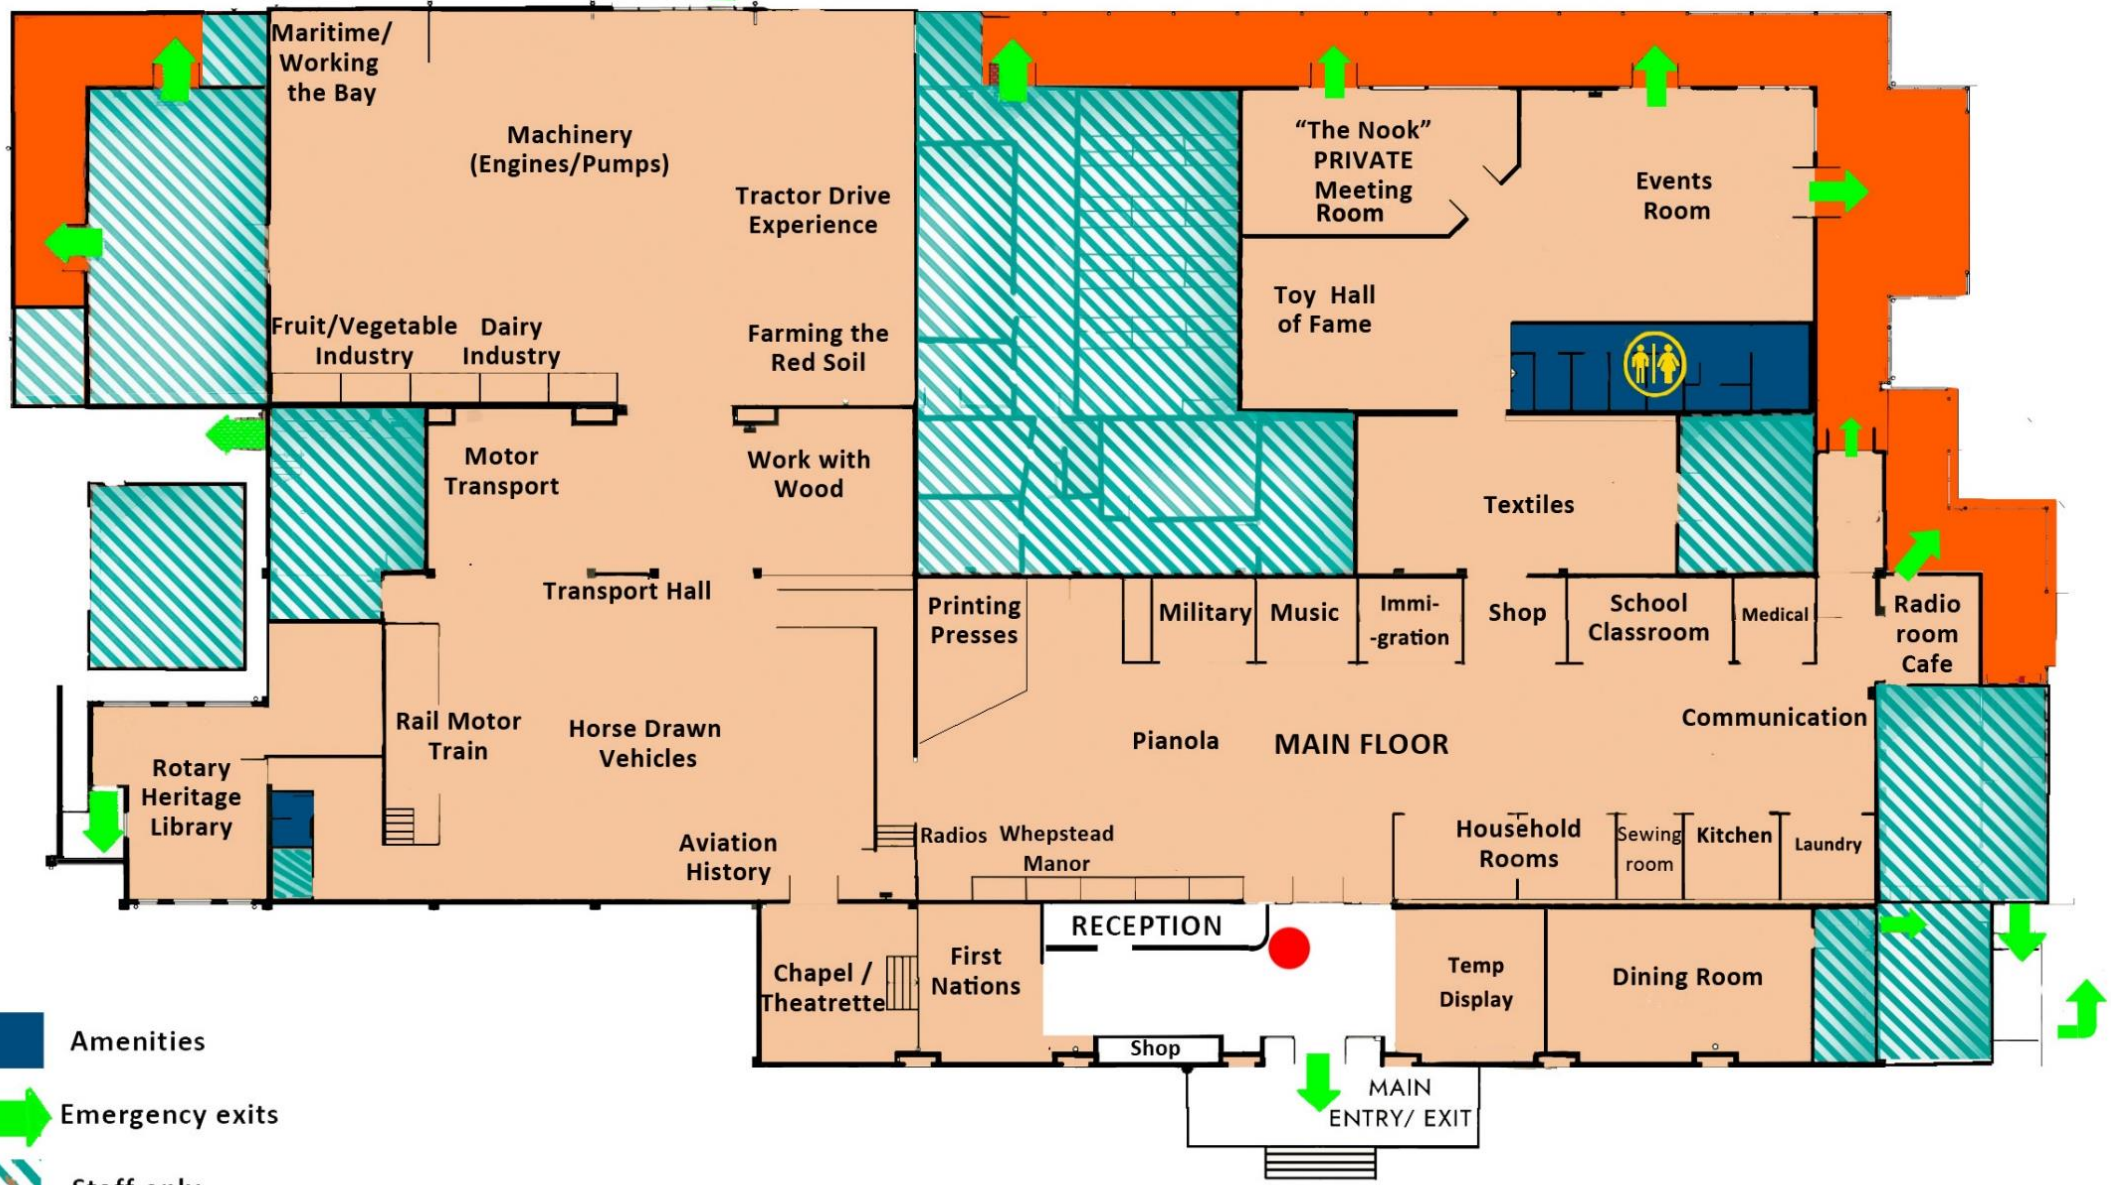 Maritime/
Working
the Bay
Machinery
(Engines/Pumps)
Tractor Drive
Experience
Fruit/Vegetable
Industry
Dairy
Industry
Farming the
Red Soil
“The Nook”
PRIVATE
Meeting
Room
Events
Room
Toy Hall
of Fame
Motor
Transport
Work with
Wood
Textiles
Transport Hall
Printing
Presses
Military
Music
Immi-
-gration
Shop
School
Classroom
Medical
Radio
room
Cafe
Rail Motor
Train
Horse Drawn
Vehicles
Pianola
MAIN FLOOR
Communication
Rotary
Heritage
Library
Aviation
History
Radios
Whepstead
Manor
Household
Rooms
Sewing
room
Kitchen
Laundry
RECEPTION
Chapel /
Theatrette
First
Nations
Temp
Display
Dining Room
Shop
MAIN
ENTRY/ EXIT
Amenities
Emergency exits
Staff only